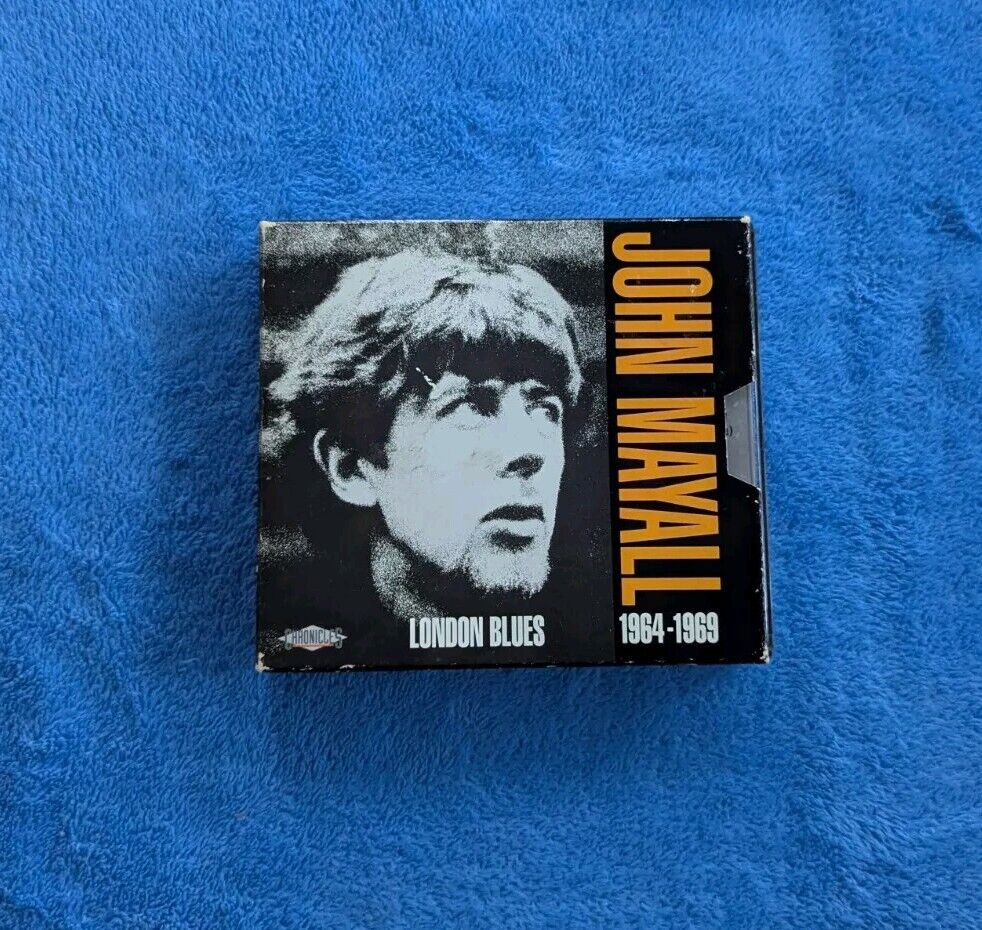 JOHN MAYALL
1964-1969
LONDON BLUES
CHRONICLES